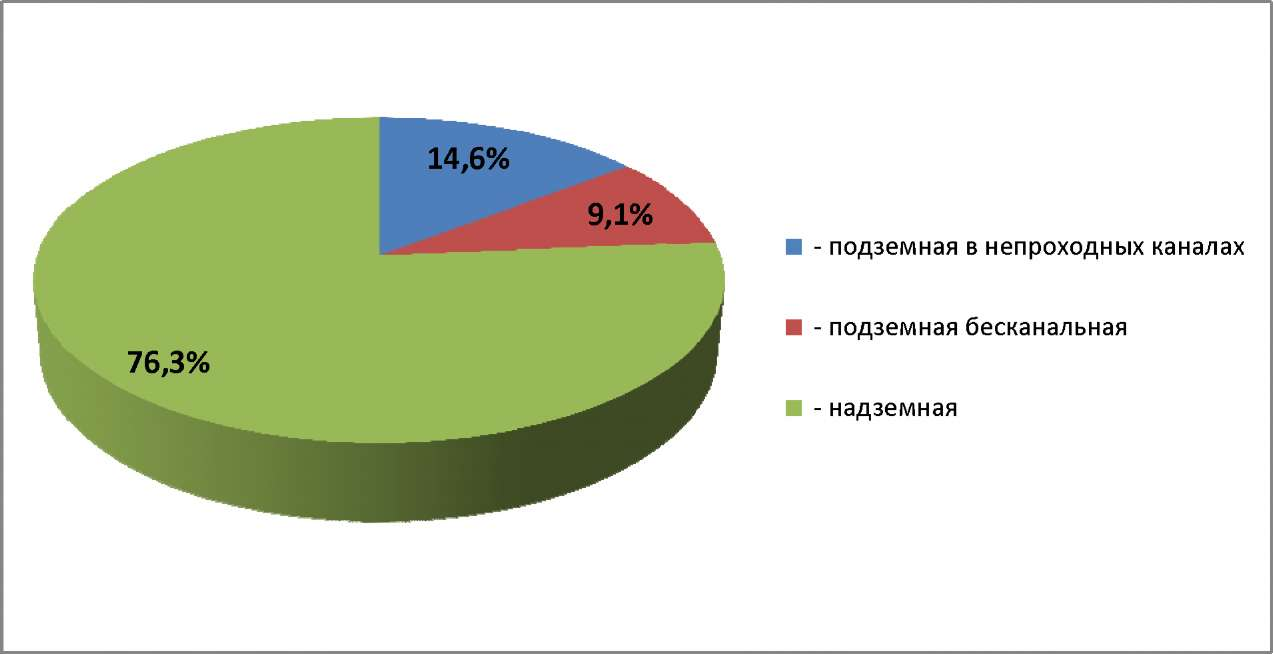 14,6%
9,1%
76,3%
- подземная в непроходных каналах
- подземная бесканальная
- надземная